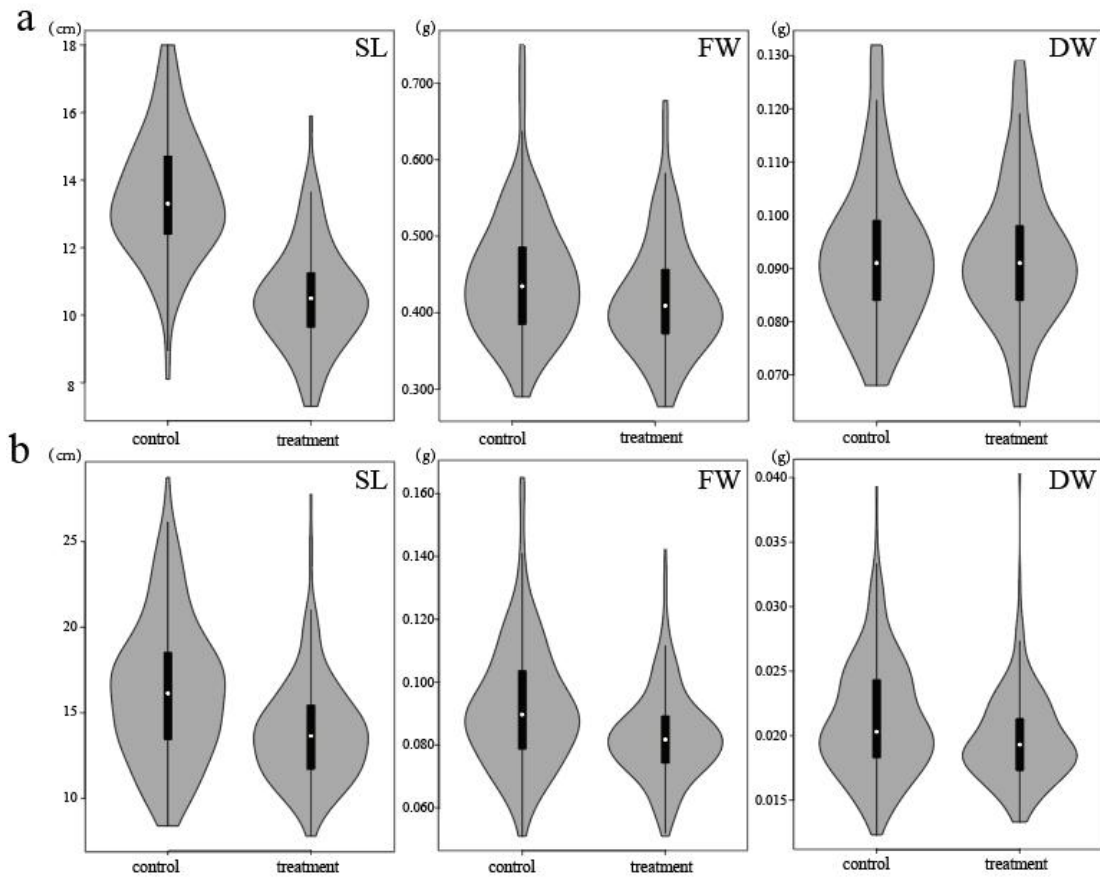 a
(cm)
SL
18
16
14
12
10
8
control
treatment
(g)
FW
0.700
0.600
0.500
0.400
0.300
control
treatment
(g)
DW
0.130
0.120
0.110
0.100
0.090
0.080
0.070
control
treatment
b
(cm)
SL
25
20
15
10
control
treatment
(g)
FW
0.160
0.140
0.120
0.100
0.080
0.060
control
treatment
(g)
DW
0.040
0.035
0.030
0.025
0.020
0.015
control
treatment